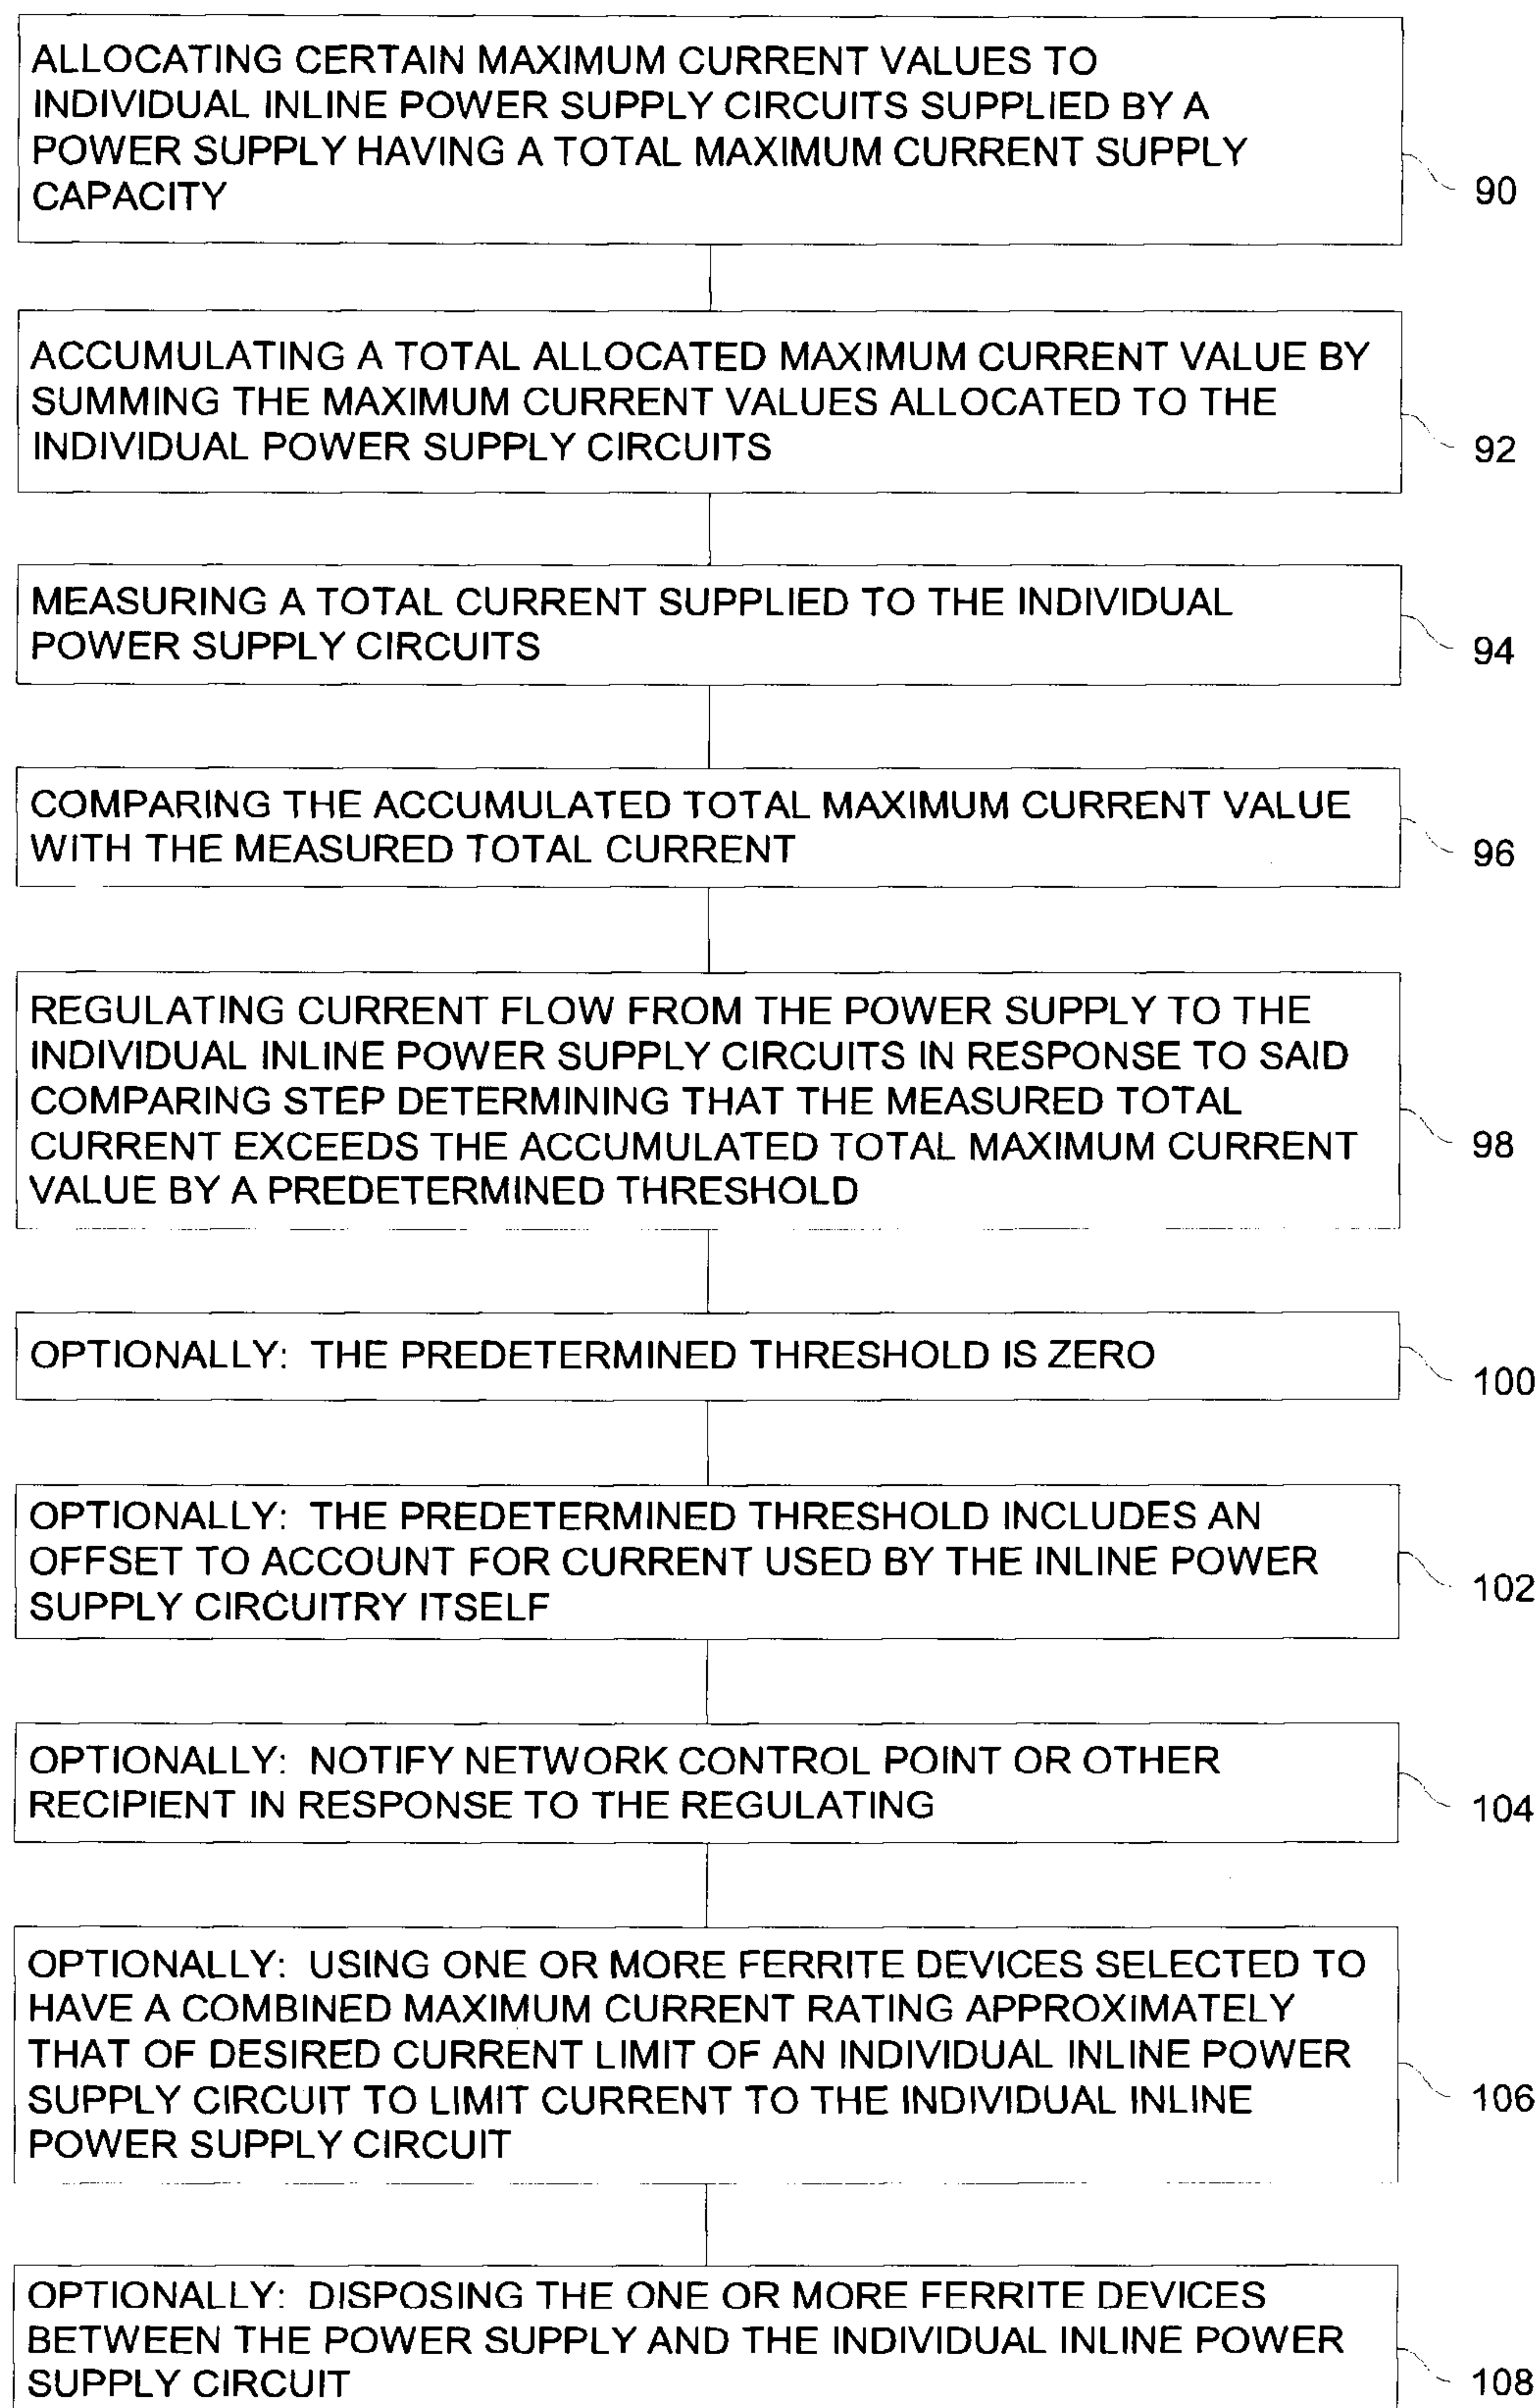 ALLOCATING CERTAIN MAXIMUM CURRENT VALUES TO
INDIVIDUAL INLINE POWER SUPPLY CIRCUITS SUPPLIED BY A
POWER SUPPLY HAVING A TOTAL MAXIMUM CURRENT SUPPLY
CAPACITY
90
ACCUMULATING A TOTAL ALLOCATED MAXIMUM CURRENT VALUE BY
SUMMING THE MAXIMUM CURRENT VALUES ALLOCATED TO THE
INDIVIDUAL POWER SUPPLY CIRCUITS
92
MEASURING A TOTAL CURRENT SUPPLIED TO THE INDIVIDUAL
POWER SUPPLY CIRCUITS
94
COMPARING THE ACCUMULATED TOTAL MAXIMUM CURRENT VALUE
WITH THE MEASURED TOTAL CURRENT
96
REGULATING CURRENT FLOW FROM THE POWER SUPPLY TO THE
INDIVIDUAL INLINE POWER SUPPLY CIRCUITS IN RESPONSE TO SAID
COMPARING STEP DETERMINING THAT THE MEASURED TOTAL
CURRENT EXCEEDS THE ACCUMULATED TOTAL MAXIMUM CURRENT
VALUE BY A PREDETERMINED THRESHOLD
98
OPTIONALLY: THE PREDETERMINED THRESHOLD IS ZERO
100
OPTIONALLY: THE PREDETERMINED THRESHOLD INCLUDES AN
OFFSET TO ACCOUNT FOR CURRENT USED BY THE INLINE POWER
SUPPLY CIRCUITRY ITSELF
102
OPTIONALLY: NOTIFY NETWORK CONTROL POINT OR OTHER
RECIPIENT IN RESPONSE TO THE REGULATING
104
OPTIONALLY: USING ONE OR MORE FERRITE DEVICES SELECTED TO
HAVE A COMBINED MAXIMUM CURRENT RATING APPROXIMATELY
THAT OF DESIRED CURRENT LIMIT OF AN INDIVIDUAL INLINE POWER
SUPPLY CIRCUIT TO LIMIT CURRENT TO THE INDIVIDUAL INLINE
POWER SUPPLY CIRCUIT
106
OPTIONALLY: DISPOSING THE ONE OR MORE FERRITE DEVICES
BETWEEN THE POWER SUPPLY AND THE INDIVIDUAL INLINE POWER
SUPPLY CIRCUIT
108